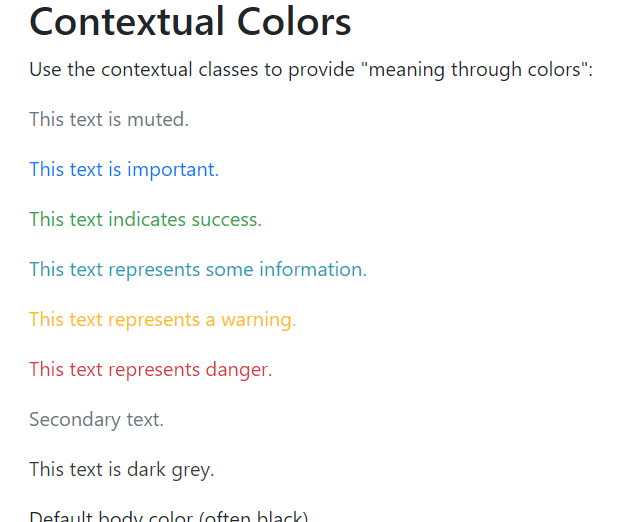 Contextual Colors
Use the contextual classes to provide "meaning through colors":
This text is muted.
This text is important.
This text indicates success.
This text represents some information.
This text represents a warning.
This text represents danger.
Secondary text.
This text is dark grey.
Default body color (often black)